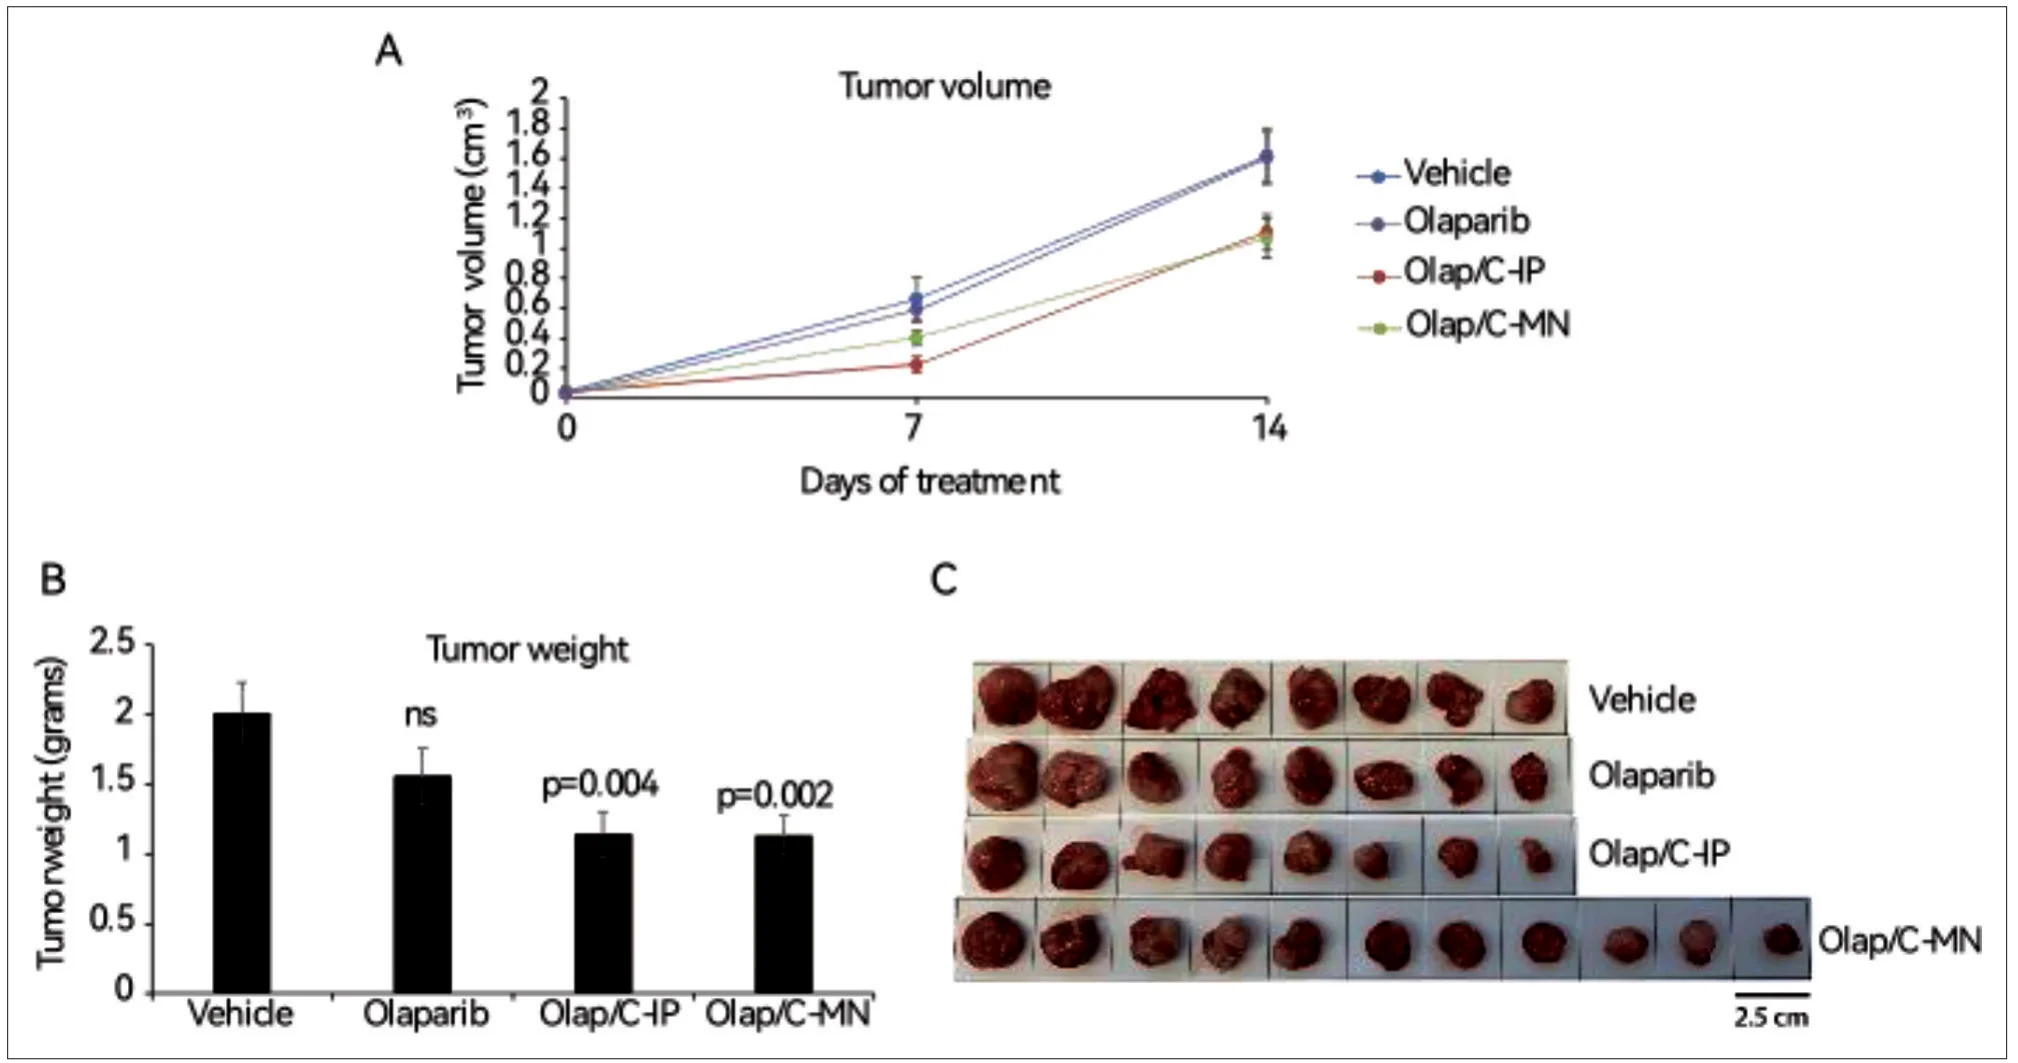 A
Tumor volume
Tumor volume (cm³)
2
1.8
1.6
1.4
1.2
1
0.8
0.6
0.4
0.2
0
0
7
14
Days of treatment
Vehicle
Olaparib
Olap/C-IP
Olap/C-MN
B
Tumor weight
Tumor weight (grams)
2.5
2
1.5
1
0.5
0
ns
p=0.004
p=0.002
Vehicle
Olaparib
Olap/C-IP
Olap/C-MN
C
Vehicle
Olaparib
Olap/C-IP
Olap/C-MN
2.5 cm